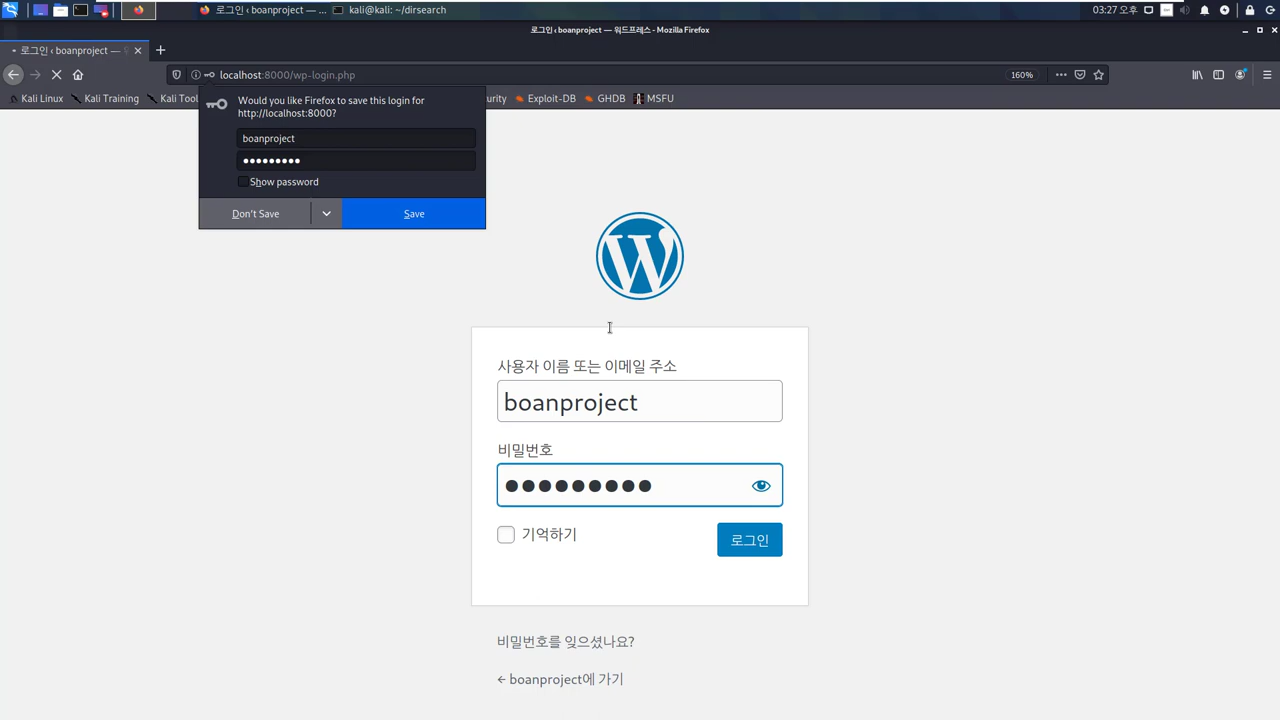 로그인 ‹ boanproject — ...
kali@kali: ~/dirsearch
03:27 오후
로그인 ‹ boanproject — 워드프레스 - Mozilla Firefox
로그인 ‹ boanproject —
localhost:8000/wp-login.php
160%
Kali Linux
Kali Training
Kali Tool
urity
Exploit-DB
GHDB
MSFU
Would you like Firefox to save this login for
http://localhost:8000?
boanproject
Show password
Don't Save
Save
사용자 이름 또는 이메일 주소
boanproject
비밀번호
기억하기
로그인
비밀번호를 잊으셨나요?
← boanproject에 가기